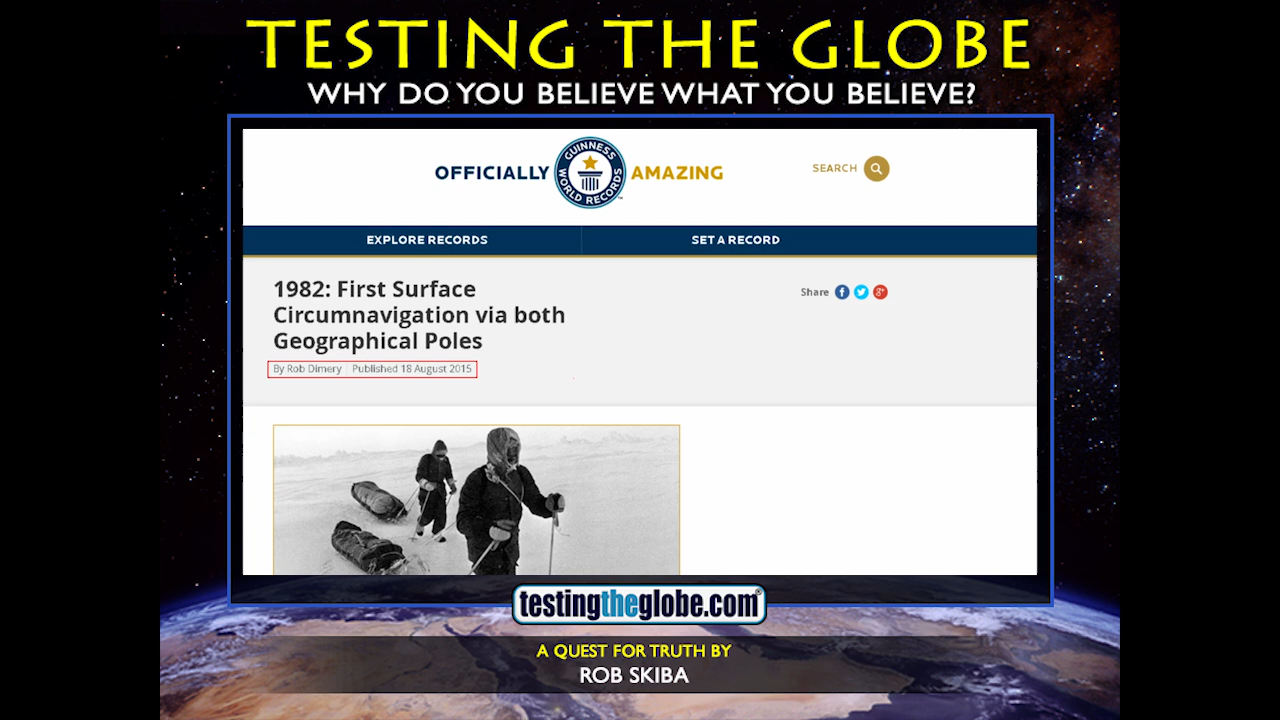 TESTING THE GLOBE
WHY DO YOU BELIEVE WHAT YOU BELIEVE?
OFFICIALLY GUINNESS WORLD RECORDS™ AMAZING
SEARCH
EXPLORE RECORDS SET A RECORD
1982: First Surface
Circumnavigation via both
Geographical Poles
Share f g+
By Rob Dimery Published 18 August 2015
testingtheglobe.com®
A QUEST FOR TRUTH BY
ROB SKIBA